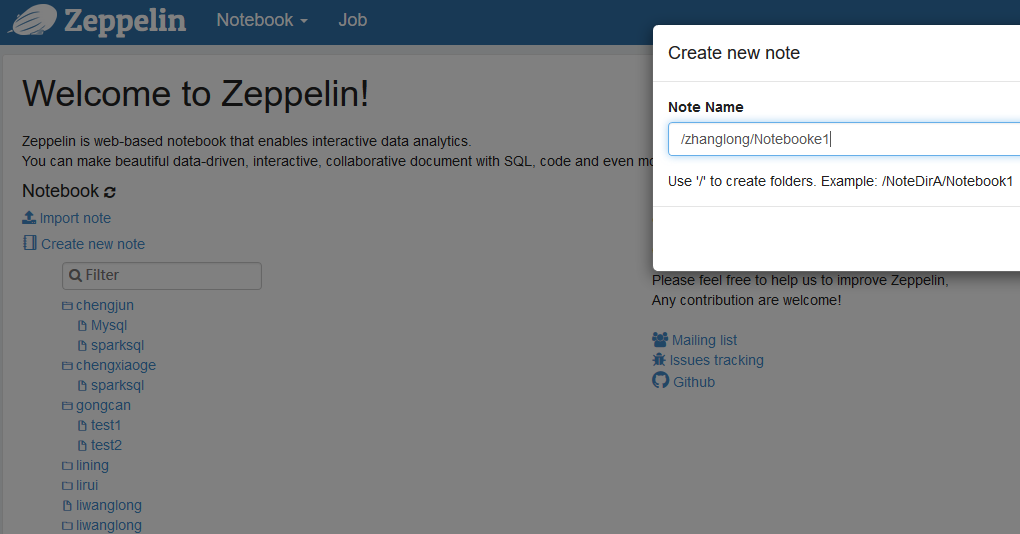 Zeppelin Notebook Job
Welcome to Zeppelin!
Zeppelin is web-based notebook that enables interactive data analytics.
You can make beautiful data-driven, interactive, collaborative document with SQL, code and even
Notebook
Import note
Create new note
Filter
chengjun
Mysql
sparksql
chengxiaoge
sparksql
gongcan
test1
test2
lining
lirui
liwanglong
liwanglong
Create new note
Note Name
/zhanglong/Notebooke1
Use '/' to create folders. Example: /NoteDirA/Notebook1
Please feel free to help us to improve Zeppelin,
Any contribution are welcome!
Mailing list
Issues tracking
Github